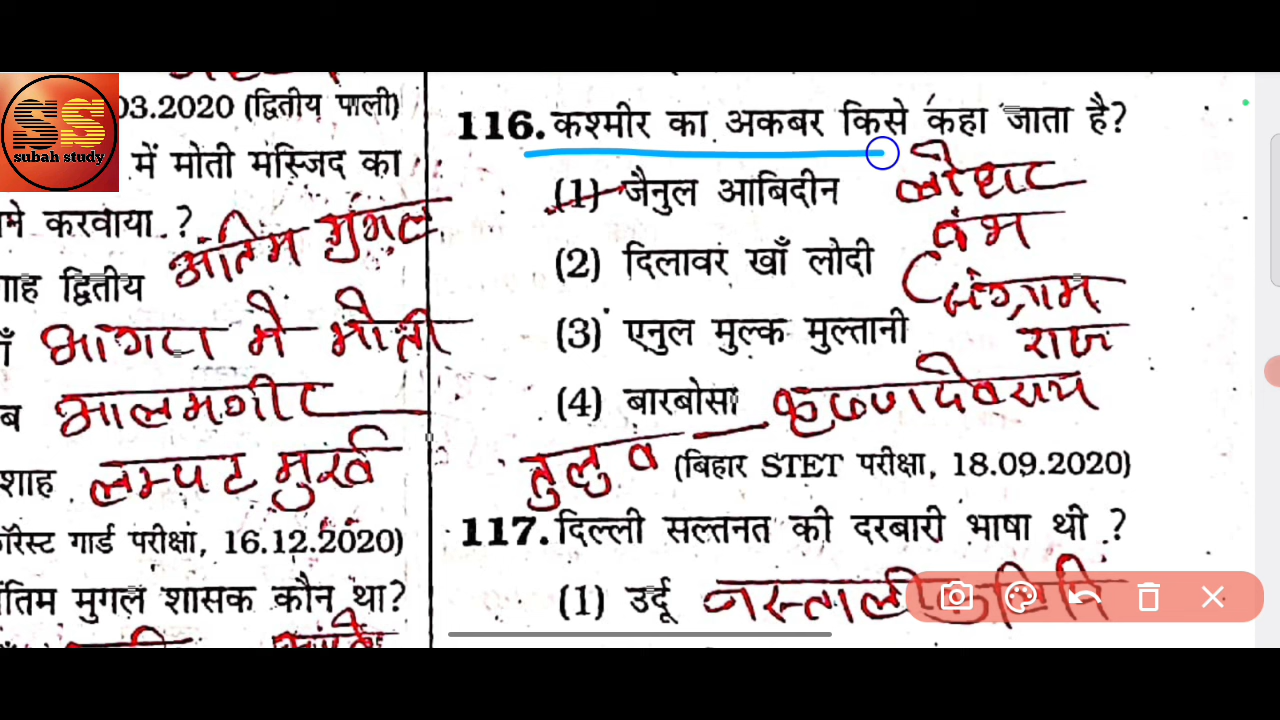 SS
subah study
03.2020 (द्वितीय पाली)
में मोती मस्जिद का
मे करवाया ?
अंतिम मुगल
गाह द्वितीय
आगरा में मोती
ब आलमगीर
शाह लम्पट मुर्ख
फॉरेस्ट गार्ड परीक्षा, 16.12.2020)
ंतिम मुगल शासक कौन था?
116. कश्मीर का अकबर किसे कहा जाता है?
(1) जैनुल आबिदीन
लोहार
वंश
(2) दिलावर खाँ लोदी
(संग्राम
राज
(3) एनुल मुल्क मुल्तानी
(4) बारबोसा – कृष्णदेवराय
तुलुव
(बिहार STET परीक्षा, 18.09.2020)
117. दिल्ली सल्तनत की दरबारी भाषा थी ?
(1) उर्दू